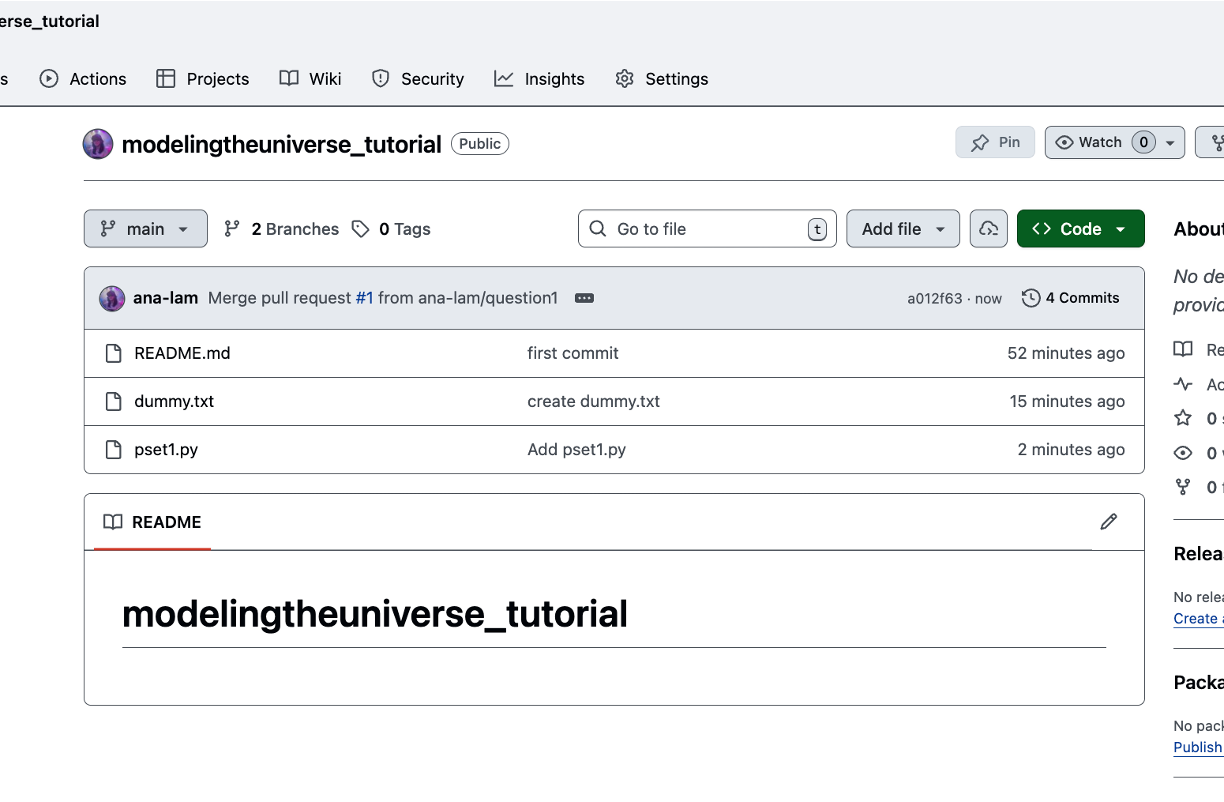 erse_tutorial
s Actions Projects Wiki Security Insights Settings
modelingtheuniverse_tutorial Public Pin Watch 0
main 2 Branches 0 Tags Go to file t Add file Code
About
ana-lam Merge pull request #1 from ana-lam/question1 a012f63 · now 4 Commits
No de
provid
README.md first commit 52 minutes ago
Re
dummy.txt create dummy.txt 15 minutes ago
Ac
0 s
pset1.py Add pset1.py 2 minutes ago
0
0 f
README
Relea
No relea
Create a
modelingtheuniverse_tutorial
Packa
No pack
Publish